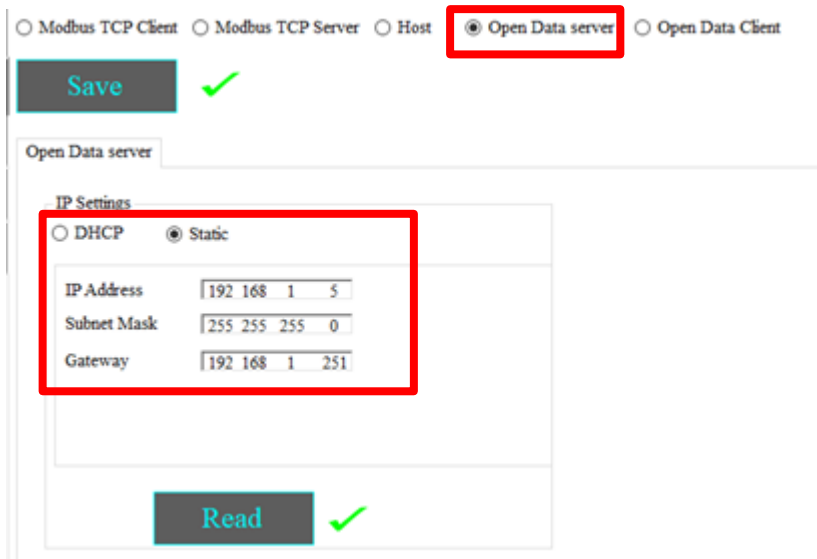 Modbus TCP Client Modbus TCP Server Host Open Data server Open Data Client
Save
Open Data server
IP Settings
DHCP Static
IP Address 192 168 1 5
Subnet Mask 255 255 255 0
Gateway 192 168 1 251
Read